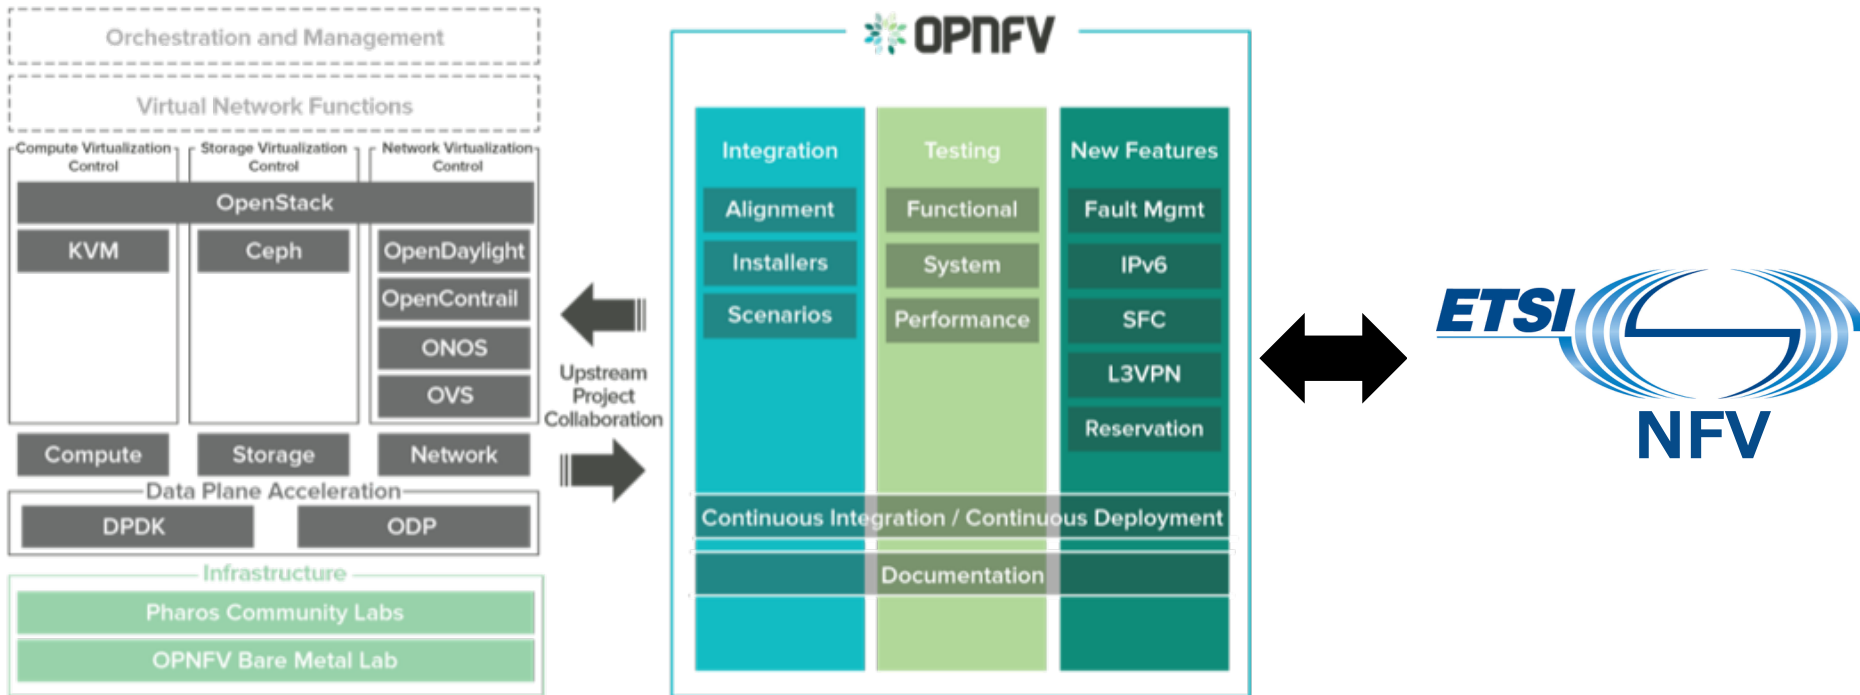 Orchestration and Management
Virtual Network Functions
Compute Virtualization
Control
Storage Virtualization
Control
Network Virtualization
Control
OpenStack
KVM
Ceph
OpenDaylight
OpenContrail
ONOS
OVS
Compute
Storage
Network
Data Plane Acceleration
DPDK
ODP
Infrastructure
Pharos Community Labs
OPNFV Bare Metal Lab
Upstream
Project
Collaboration
OPNFV
Integration
Alignment
Installers
Scenarios
Testing
Functional
System
Performance
New Features
Fault Mgmt
IPv6
SFC
L3VPN
Reservation
Continuous Integration / Continuous Deployment
Documentation
ETSI
NFV